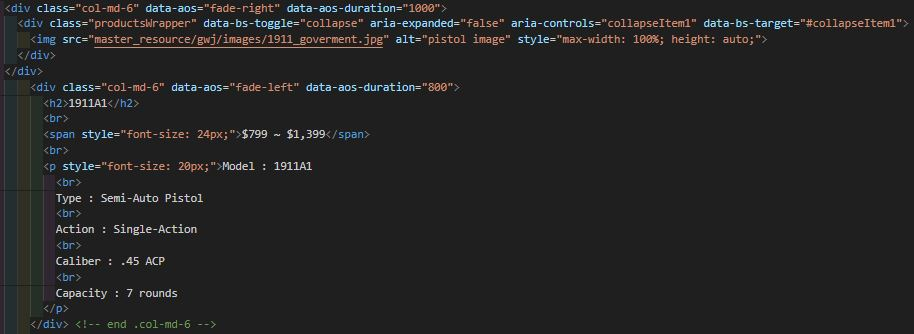 <div class="col-md-6" data-aos="fade-right" data-aos-duration="1000">
<div class="productsWrapper" data-bs-toggle="collapse" aria-expanded="false" aria-controls="collapseItem1" data-bs-target="#collapseItem1">
<img src="master_resource/gwj/images/1911_goverment.jpg" alt="pistol image" style="max-width: 100%; height: auto;">
</div>
</div>
<div class="col-md-6" data-aos="fade-left" data-aos-duration="800">
<h2>1911A1</h2>
<br>
<span style="font-size: 24px;">$799 ~ $1,399</span>
<br>
<p style="font-size: 20px;">Model : 1911A1
<br>
Type : Semi-Auto Pistol
<br>
Action : Single-Action
<br>
Caliber : .45 ACP
<br>
Capacity : 7 rounds
</p>
</div> <!-- end .col-md-6 -->